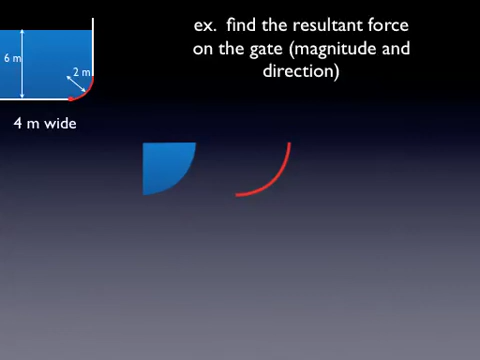 ex. find the resultant force
on the gate (magnitude and
direction)
6 m
2 m
4 m wide